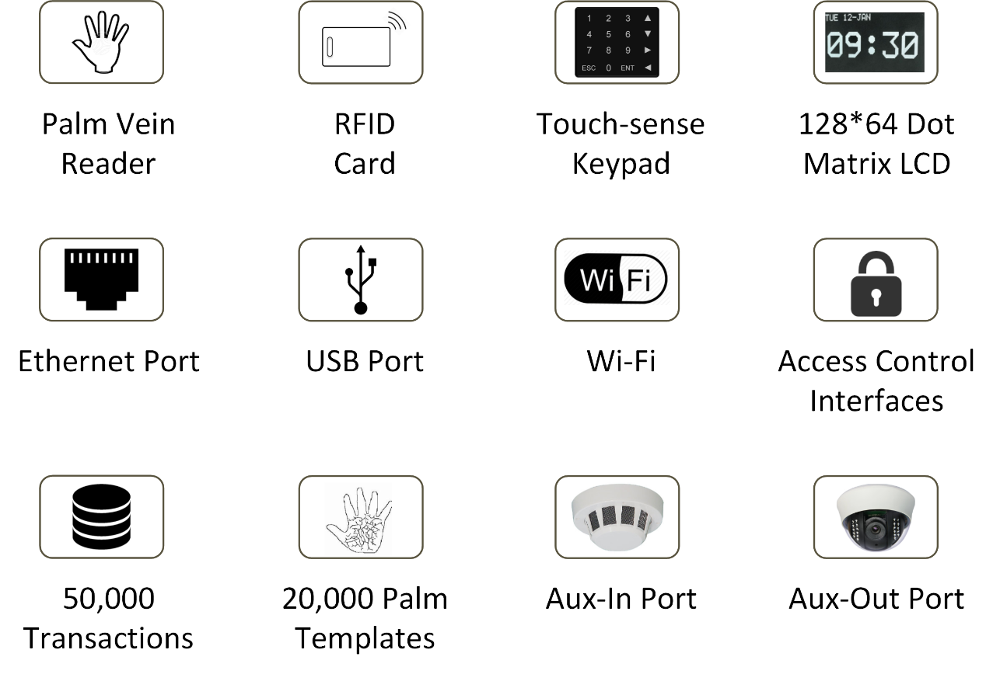 1 2 3 ▲
4 5 6 ▼
7 8 9 ►
ESC 0 ENT ◄
TUE 12-JAN
09:30
Palm Vein
Reader
RFID
Card
Touch-sense
Keypad
128*64 Dot
Matrix LCD
Wi Fi
Ethernet Port
USB Port
Wi-Fi
Access Control
Interfaces
50,000
Transactions
20,000 Palm
Templates
Aux-In Port
Aux-Out Port